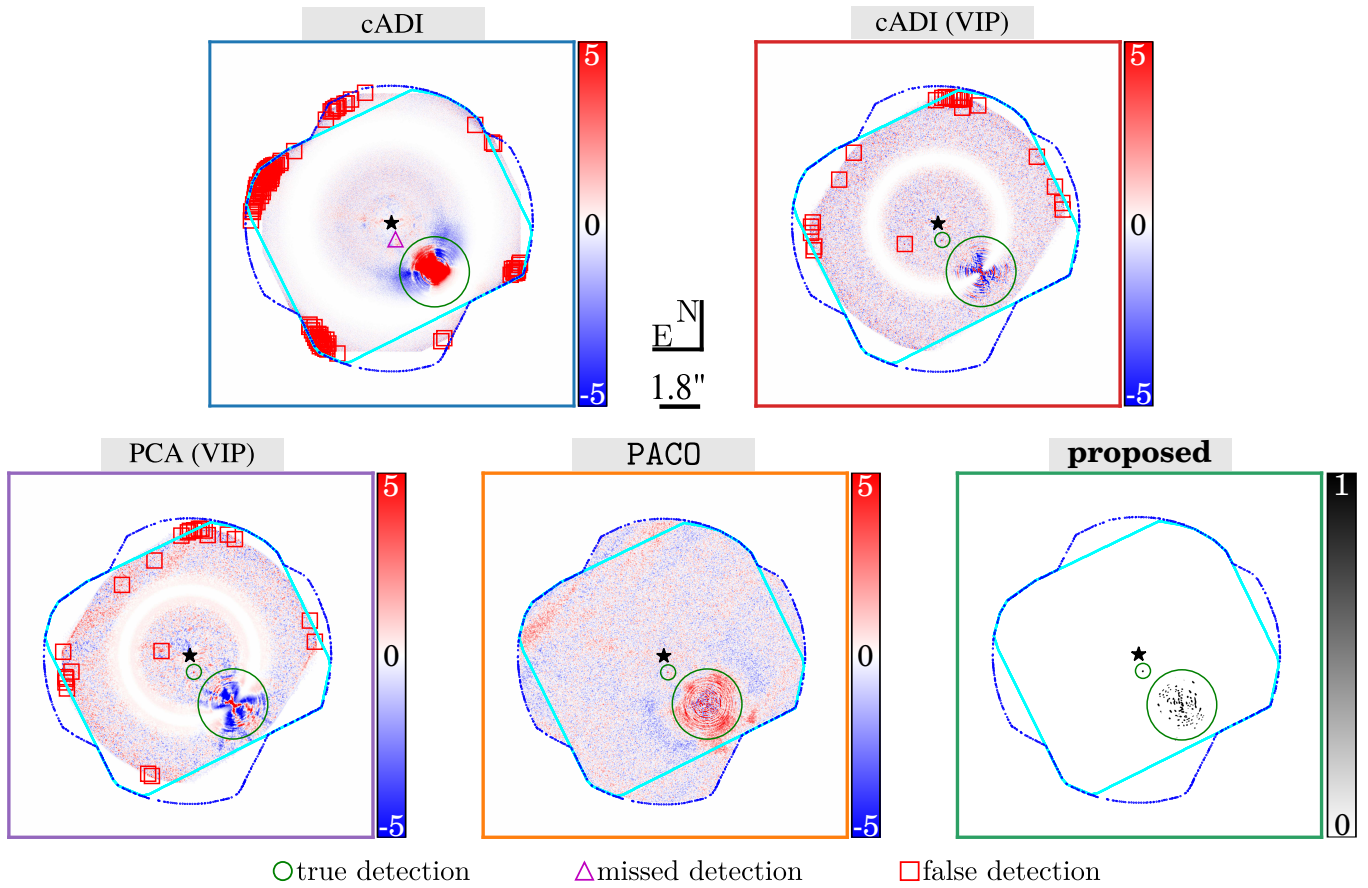 cADI
cADI (VIP)
5
0
-5
5
0
-5
N
E
1.8"
PCA (VIP)
PACO
proposed
5
0
-5
5
0
-5
1
0
true detection
missed detection
false detection